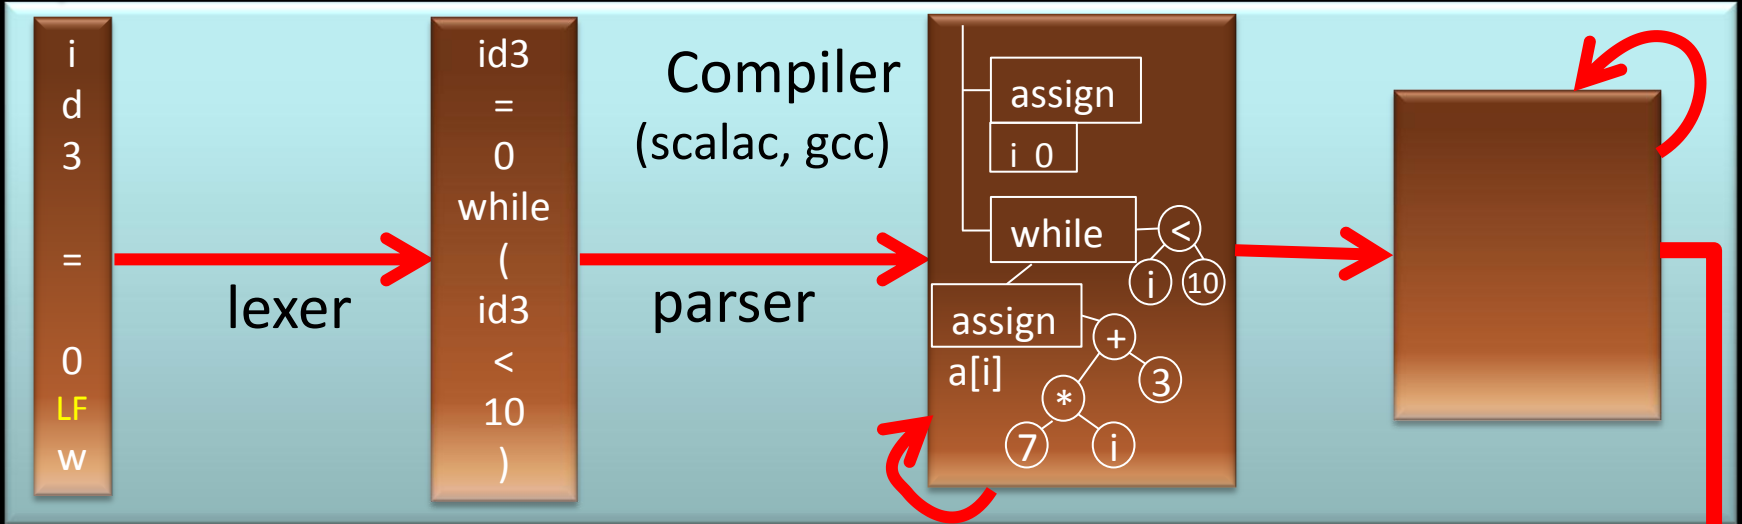 i
d
3
=
0
LF
w
lexer
id3
=
0
while
(
id3
<
10
)
Compiler
(scalac, gcc)
parser
assign
i 0
while
<
i
10
assign
a[i]
+
3
*
7
i